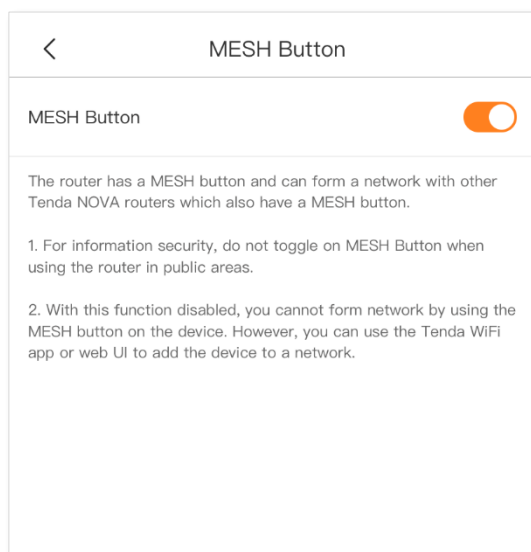 MESH Button
MESH Button
The router has a MESH button and can form a network with other
Tenda NOVA routers which also have a MESH button.
1. For information security, do not toggle on MESH Button when
using the router in public areas.
2. With this function disabled, you cannot form network by using the
MESH button on the device. However, you can use the Tenda WiFi
app or web UI to add the device to a network.